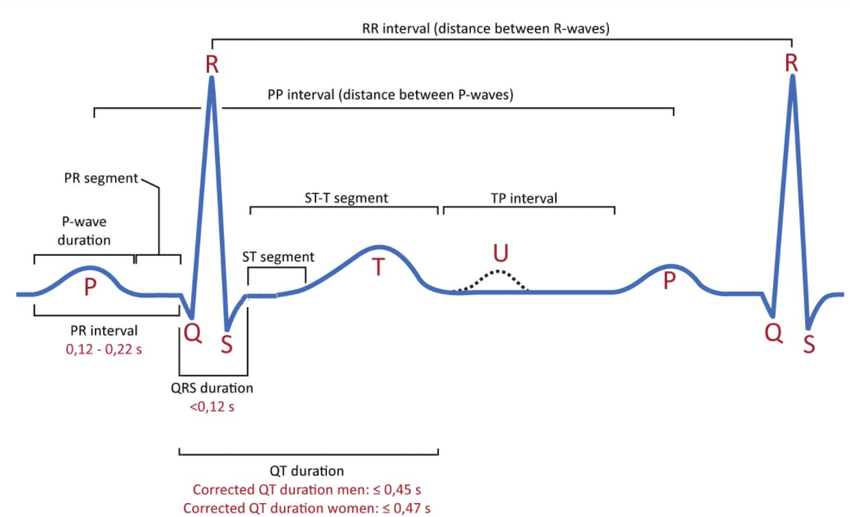 RR interval (distance between R-waves)
R
R
PP interval (distance between P-waves)
PR segment
ST-T segment
TP interval
P-wave
duration
ST segment
U
T
P
P
PR interval
0,12 - 0,22 s
Q
S
Q
S
QRS duration
<0,12 s
QT duration
Corrected QT duration men: ≤ 0,45 s
Corrected QT duration women: ≤ 0,47 s